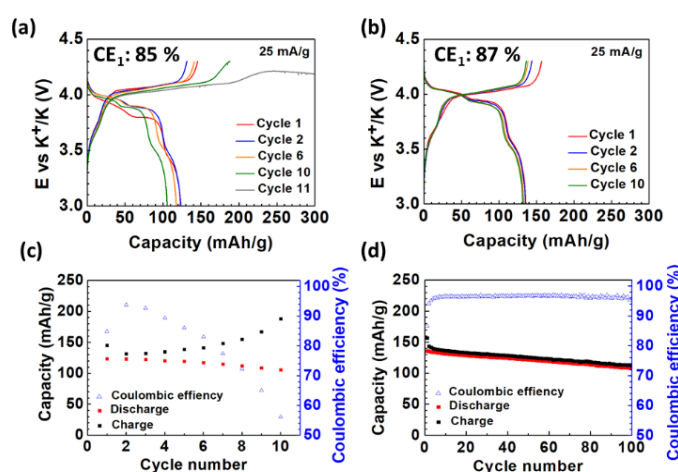 (a)
CE1: 85 %
25 mA/g
E vs K+/K (V)
4.5
4.0
3.5
3.0
Cycle 1
Cycle 2
Cycle 6
Cycle 10
Cycle 11
0 50 100 150 200 250 300
Capacity (mAh/g)
(b)
CE1: 87 %
25 mA/g
E vs K+/K (V)
4.5
4.0
3.5
3.0
Cycle 1
Cycle 2
Cycle 6
Cycle 10
0 50 100 150 200 250 300
Capacity (mAh/g)
(c)
Capacity (mAh/g)
250
200
150
100
50
0
Coulombic effiency
Discharge
Charge
100
90
80
70
60
50
Coulombic efficiency (%)
0 2 4 6 8 10
Cycle number
(d)
Capacity (mAh/g)
250
200
150
100
50
0
Coulombic effiency
Discharge
Charge
100
90
80
70
60
50
Coulombic efficiency (%)
0 20 40 60 80 100
Cycle number